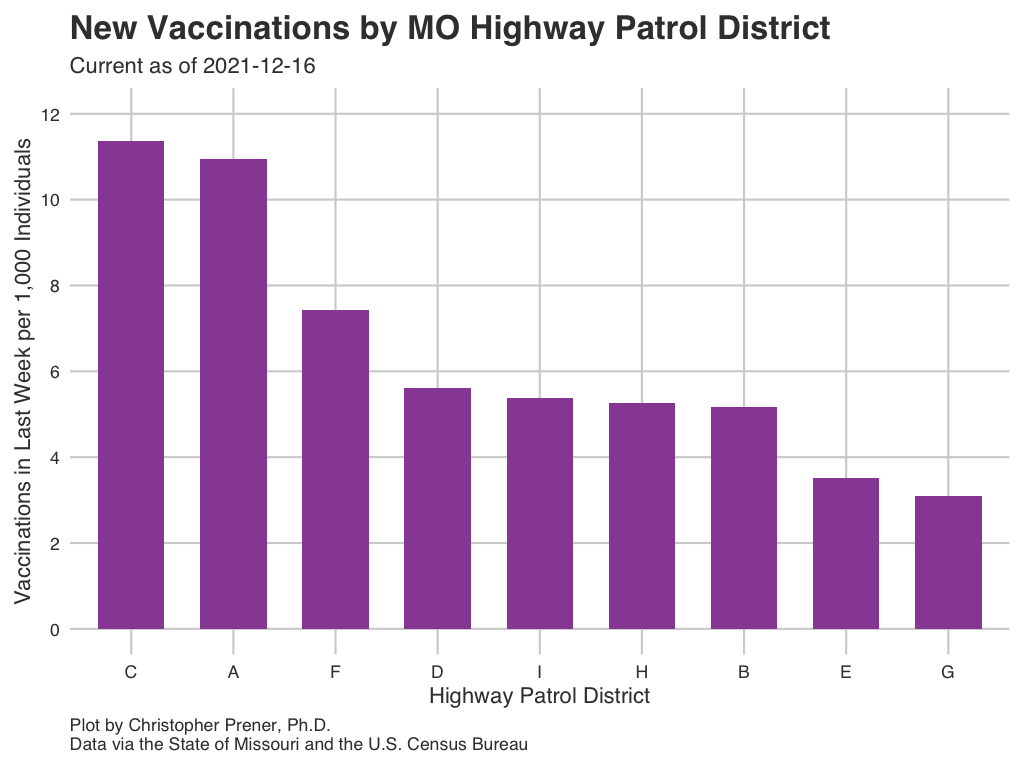 New Vaccinations by MO Highway Patrol District
Current as of 2021-12-16
Vaccinations in Last Week per 1,000 Individuals
12
10
8
6
4
2
0
C A F D I H B E G
Highway Patrol District
Plot by Christopher Prener, Ph.D.
Data via the State of Missouri and the U.S. Census Bureau